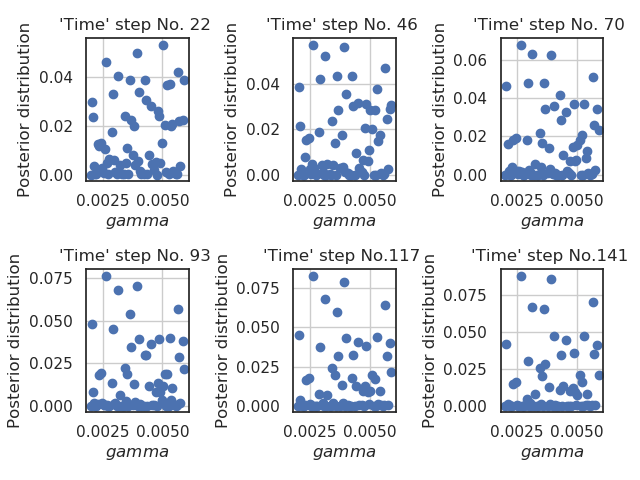 'Time' step No. 22
'Time' step No. 46
'Time' step No. 70
Posterior distribution
0.04
0.02
0.00
0.0025 0.0050
gamma
Posterior distribution
0.04
0.02
0.00
0.0025 0.0050
gamma
Posterior distribution
0.06
0.04
0.02
0.00
0.0025 0.0050
gamma
'Time' step No. 93
'Time' step No.117
'Time' step No.141
Posterior distribution
0.075
0.050
0.025
0.000
0.0025 0.0050
gamma
Posterior distribution
0.075
0.050
0.025
0.000
0.0025 0.0050
gamma
Posterior distribution
0.075
0.050
0.025
0.000
0.0025 0.0050
gamma